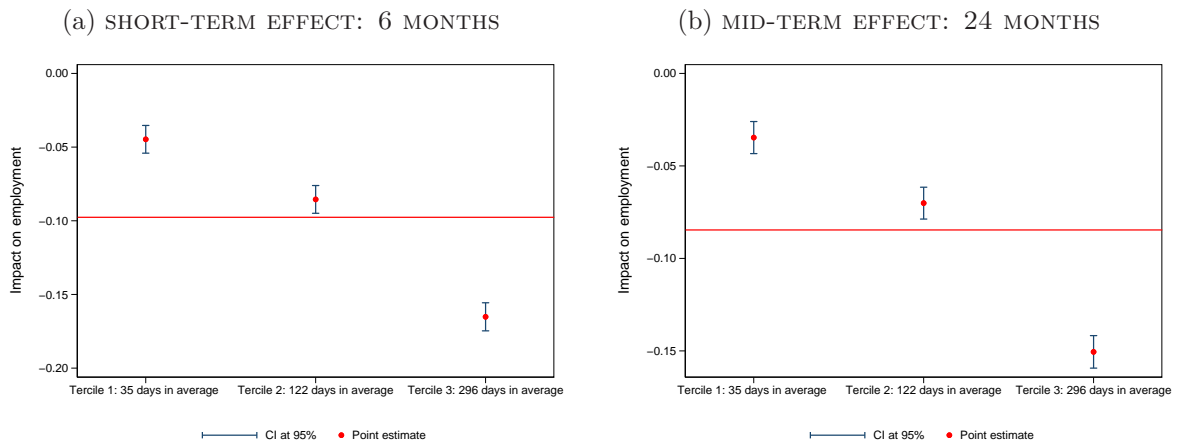 (a) SHORT-TERM EFFECT: 6 MONTHS
Impact on employment
0.00
−0.05
−0.10
−0.15
−0.20
Tercile 1: 35 days in average Tercile 2: 122 days in average Tercile 3: 296 days in average
CI at 95% Point estimate
(b) MID-TERM EFFECT: 24 MONTHS
Impact on employment
0.00
−0.05
−0.10
−0.15
Tercile 1: 35 days in average Tercile 2: 122 days in average Tercile 3: 296 days in average
CI at 95% Point estimate